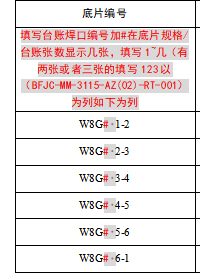 底片编号
填写台账焊口编号加#在底片规格/
台账张数显示几张，填写 1~几（有
两张或者三张的填写 123 以
（BFJC-MM-3115-AZ(02)-RT-001）
为列如下为列
W8G#·1-2
W8G#·2-3
W8G#·3-4
W8G#·4-5
W8G#·5-6
W8G#·6-1